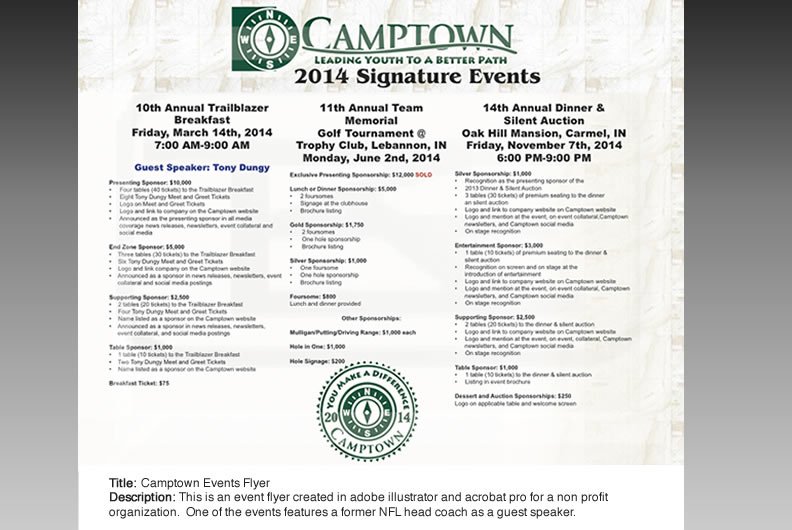 CAMPTOWN
LEADING YOUTH TO A BETTER PATH
2014 Signature Events
10th Annual Trailblazer
Breakfast
Friday, March 14th, 2014
7:00 AM-9:00 AM
Guest Speaker: Tony Dungy
Presenting Sponsor: $10,000
• Four tables (40 tickets) to the Trailblazer Breakfast
• Eight Tony Dungy Meet and Greet Tickets
• Logo on Meet and Greet Tickets
• Logo and link to company on the Camptown website
• Announced as the presenting sponsor in all media
coverage news releases, newsletters, event collateral and
social media
End Zone Sponsor: $5,000
• Three tables (30 tickets) to the Trailblazer Breakfast
• Six Tony Dungy Meet and Greet Tickets
• Logo and link company on the Camptown website
• Announced as a sponsor in news releases, newsletters, event
collateral and social media postings
Supporting Sponsor: $2,500
• 2 tables (20 tickets) to the Trailblazer Breakfast
• Four Tony Dungy Meet and Greet Tickets
• Name listed as a sponsor on the Camptown website
• Announced as a sponsor in news releases, newsletters,
event collateral, and social media postings
Table Sponsor: $1,000
• 1 table (10 tickets) to the Trailblazer Breakfast
• Two Tony Dungy Meet and Greet Tickets
• Name listed as a sponsor on the Camptown website
Breakfast Ticket: $75
11th Annual Team
Memorial
Golf Tournament @
Trophy Club, Lebannon, IN
Monday, June 2nd, 2014
Exclusive Presenting Sponsorship: $12,000 SOLD
Lunch or Dinner Sponsorship: $5,000
• 2 foursomes
• Signage at the clubhouse
• Brochure listing
Gold Sponsorship: $1,750
• 2 foursomes
• One hole sponsorship
• Brochure listing
Silver Sponsorship: $1,000
• One foursome
• One hole sponsorship
• Brochure listing
Foursome: $800
Lunch and dinner provided
Other Sponsorships:
Mulligan/Putting/Driving Range: $1,000 each
Hole in One: $1,000
Hole Signage: $200
14th Annual Dinner &
Silent Auction
Oak Hill Mansion, Carmel, IN
Friday, November 7th, 2014
6:00 PM-9:00 PM
Silver Sponsorship: $1,000
• Recognition as the presenting sponsor of the
• 2013 Dinner & Silent Auction
• 3 tables (30 tickets) of premium seating to the dinner
an silent auction
• Logo and link to company website on Camptown website
• Logo and mention at the event, on event collateral,Camptown
newsletters, and Camptown social media
• On stage recognition
Entertainment Sponsorship: $3,000
• 1 table (10 tickets) of premium seating to the dinner &
silent auction
• Recognition on screen and on stage at the
introduction of entertainment
• Logo and link to company website on Camptown website
• Logo and mention at the event, on event collateral, Camptown
newsletters, and Camptown social media
• On stage recognition
Supporting Sponsor: $2,500
• 2 tables (20 tickets) to the dinner & silent auction
• Logo and link to company website on Camptown website
• Logo and mention at the event, on event, collateral, Camptown
newsletters, and Camptown social media
• On stage recognition
Table Sponsor: $1,000
• 1 table (10 tickets) to the dinner & silent auction
• Listing in event brochure
Dessert and Auction Sponsorships: $250
Logo on applicable table and welcome screen
YOU MAKE A DIFFERENCE
N
W E
S
20 14
CAMPTOWN
Title: Camptown Events Flyer
Description: This is an event flyer created in adobe illustrator and acrobat pro for a non profit
organization. One of the events features a former NFL head coach as a guest speaker.